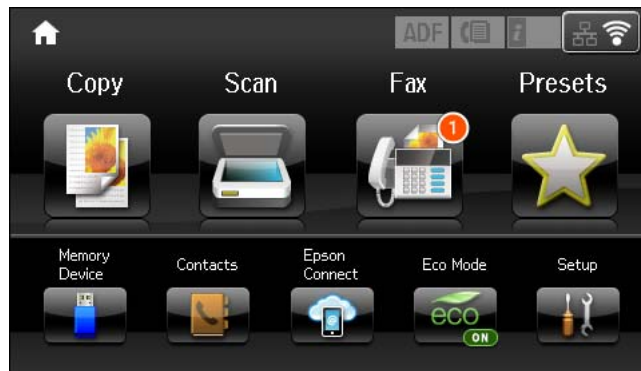 ADF i
Copy Scan Fax Presets
1
Memory Device Contacts Epson Connect Eco Mode Setup
eco
ON